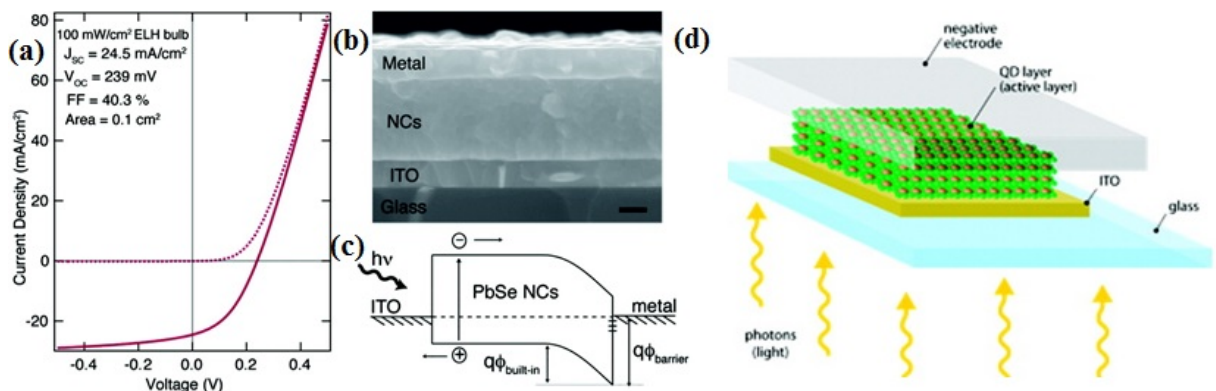 (a)
80
60
40
20
0
-20
-0.4
-0.2
0.0
0.2
0.4
Current Density (mA/cm²)
Voltage (V)
100 mW/cm² ELH bulb
J_SC = 24.5 mA/cm²
V_OC = 239 mV
FF = 40.3 %
Area = 0.1 cm²
(b)
Metal
NCs
ITO
Glass
(c)
hν
ITO
PbSe NCs
metal
qϕbuilt-in
qϕbarrier
(d)
negative
electrode
QD layer
(active layer)
ITO
glass
photons
(light)